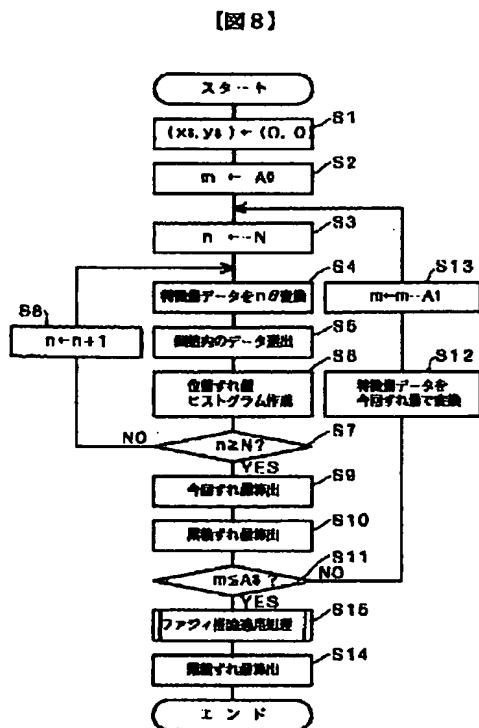 【図8】
スタート
S1
(xs, ys) ← (0, 0
S2
m ← A0
S3
n ← -N
S4
特徴量データをnθ変換
S5
範囲内のデータ選出
S6
位置ずれ量
ヒストグラム作成
S7
n≥N?
NO
YES
S8
n←n+1
S9
今回ずれ量算出
S10
累積ずれ量算出
S11
NO
YES
S12
特徴量データを
今回ずれ量で変換
S13
m←m-A1
S15
ファジィ推論適用処理
S14
累積ずれ量算出
エンド